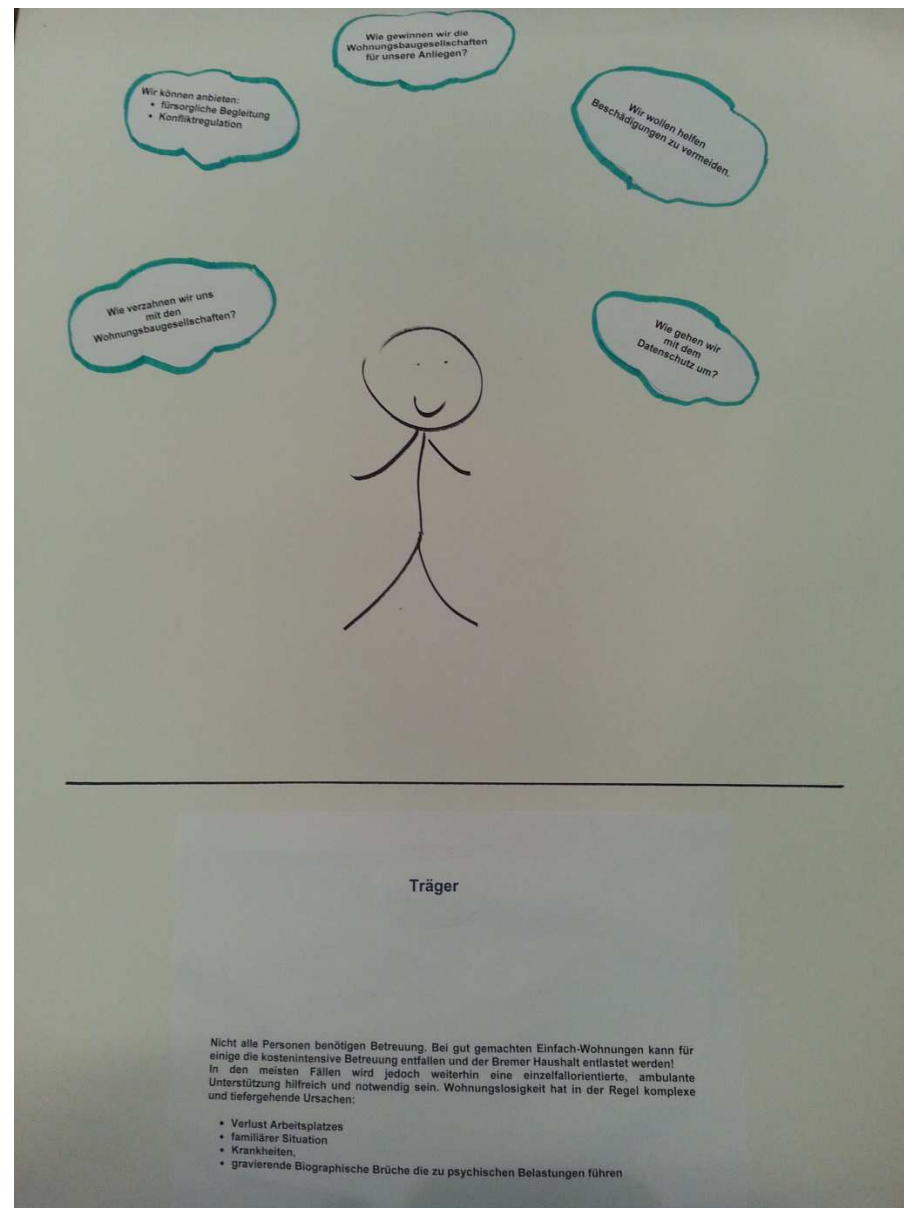 Wie gewinnen wir die
Wohnungsbaugesellschaften
für unsere Anliegen?
Wir können anbieten:
• fürsorgliche Begleitung
• Konfliktregulation
Wir wollen helfen
Beschädigungen zu vermeiden.
Wie verzahnen wir uns
mit den
Wohnungsbaugesellschaften?
Wie gehen wir
mit dem
Datenschutz um?
Träger
Nicht alle Personen benötigen Betreuung. Bei gut gemachten Einfach-Wohnungen kann für
einige die kostenintensive Betreuung entfallen und der Bremer Haushalt entlastet werden!
In den meisten Fällen wird jedoch weiterhin eine einzelfallorientierte, ambulante
Unterstützung hilfreich und notwendig sein. Wohnungslosigkeit hat in der Regel komplexe
und tiefergehende Ursachen:
• Verlust Arbeitsplatzes
• familiärer Situation
• Krankheiten,
• gravierende Biographische Brüche die zu psychischen Belastungen führen